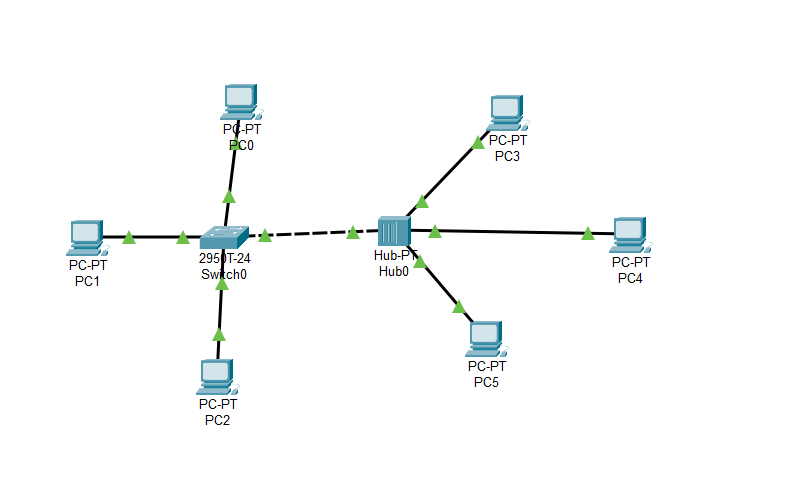 PC-PT
PC0
PC-PT
PC3
PC-PT
PC1
2950T-24
Switch0
Hub-PT
Hub0
PC-PT
PC4
PC-PT
PC5
PC-PT
PC2